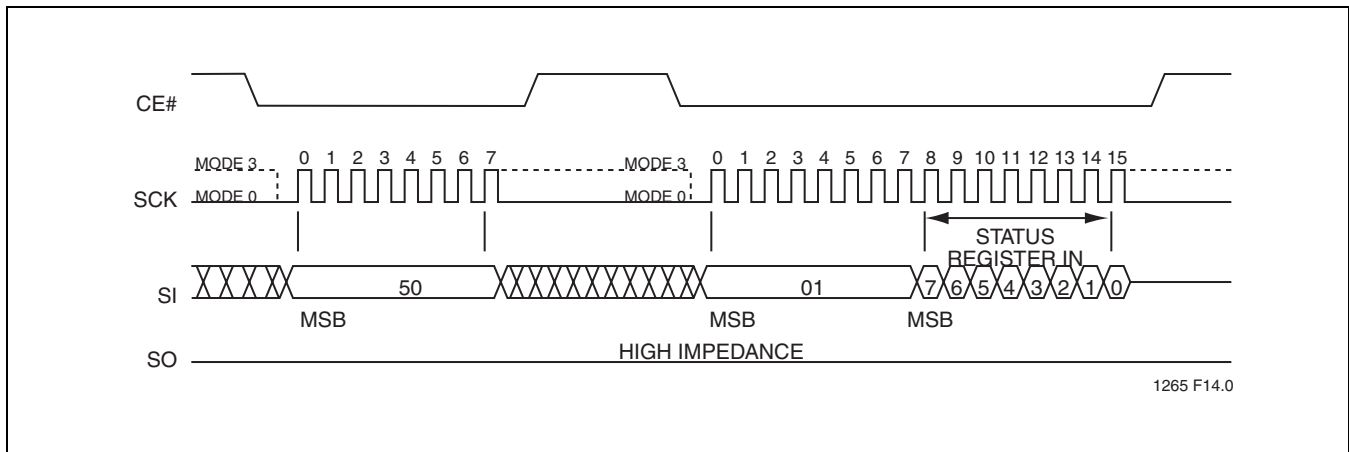 CE#
MODE 3 0 1 2 3 4 5 6 7 MODE 3 0 1 2 3 4 5 6 7 8 9 10 11 12 13 14 15
SCK MODE 0 MODE 0
STATUS
REGISTER IN
SI 50 01 7 6 5 4 3 2 1 0
MSB MSB MSB
SO HIGH IMPEDANCE
1265 F14.0